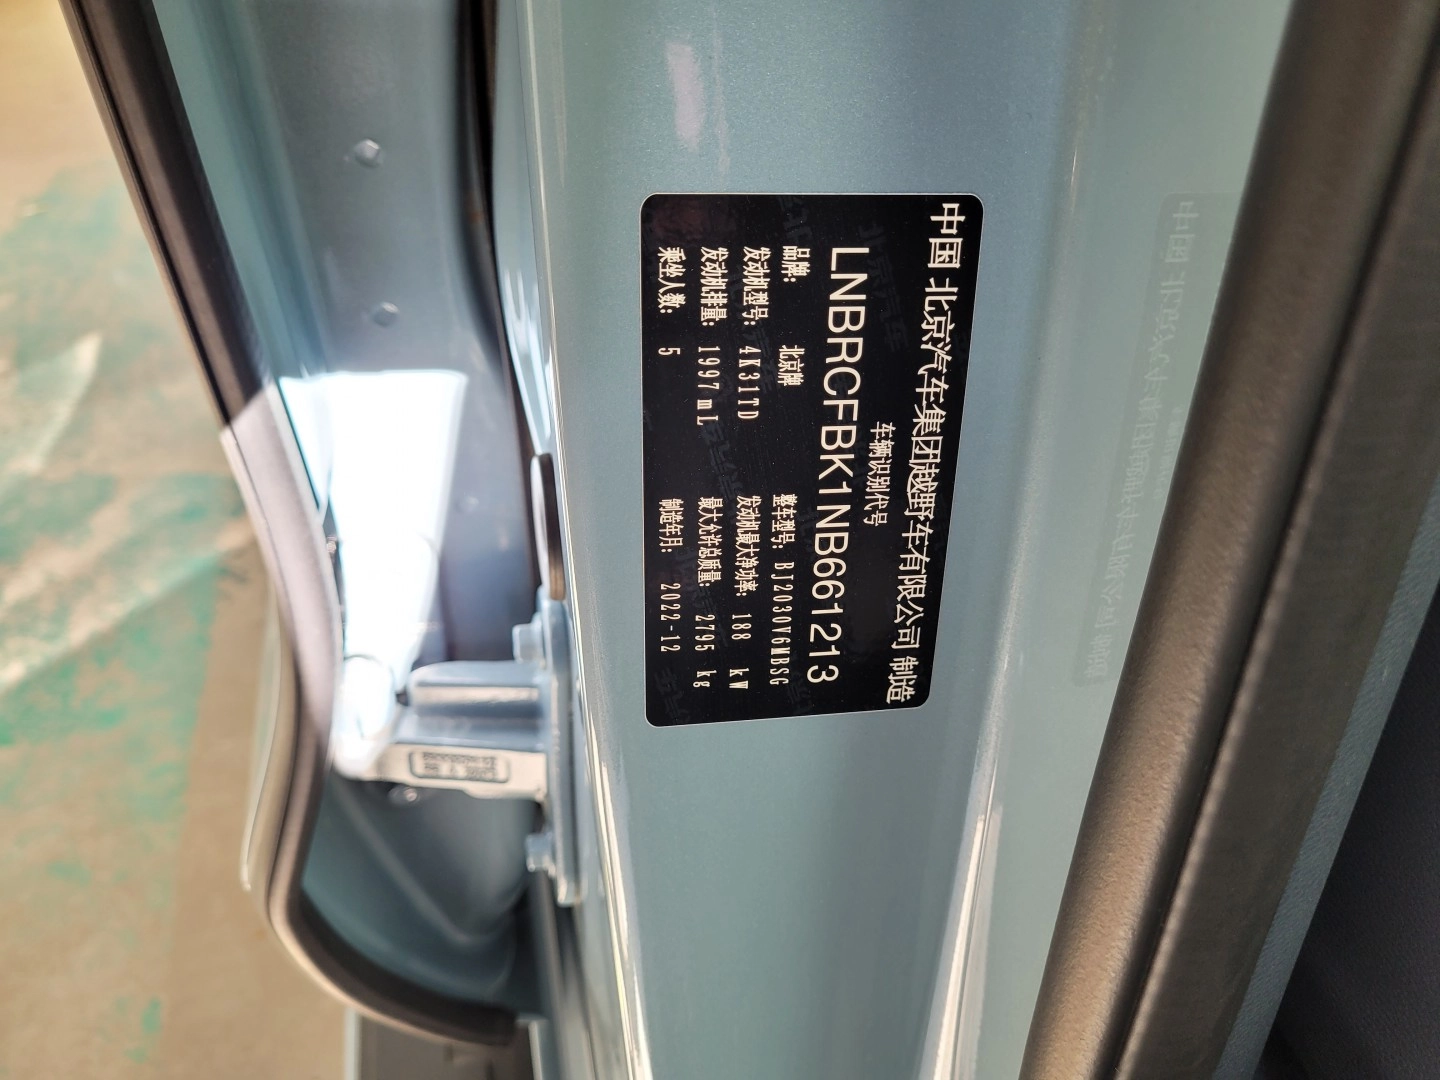 中国 北京汽车集团越野车有限公司 制造
车辆识别代号
LNBRCFBK1NB661213
品牌: 北京牌 整车型号: BJ2030V6MBSG
发动机型号: 4K31TD 发动机最大净功率: 188 kW
发动机排量: 1997mL 最大允许总质量: 2795 kg
乘坐人数: 5 制造年月: 2022-12